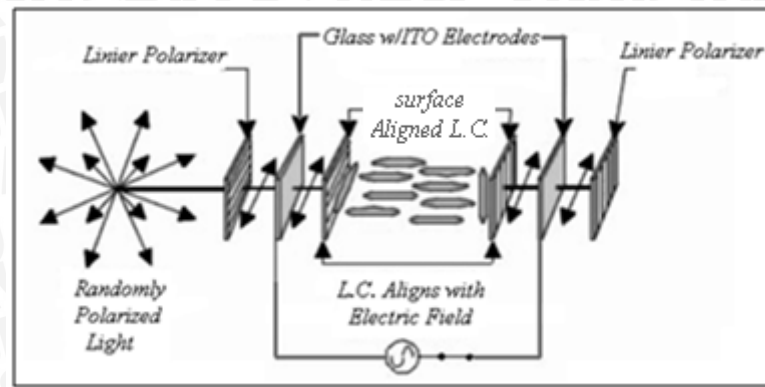 Glass w/ITO Electrodes
Linier Polarizer
Linier Polarizer
surface
Aligned L.C.
Randomly
Polarized
Light
L.C. Aligns with
Electric Field